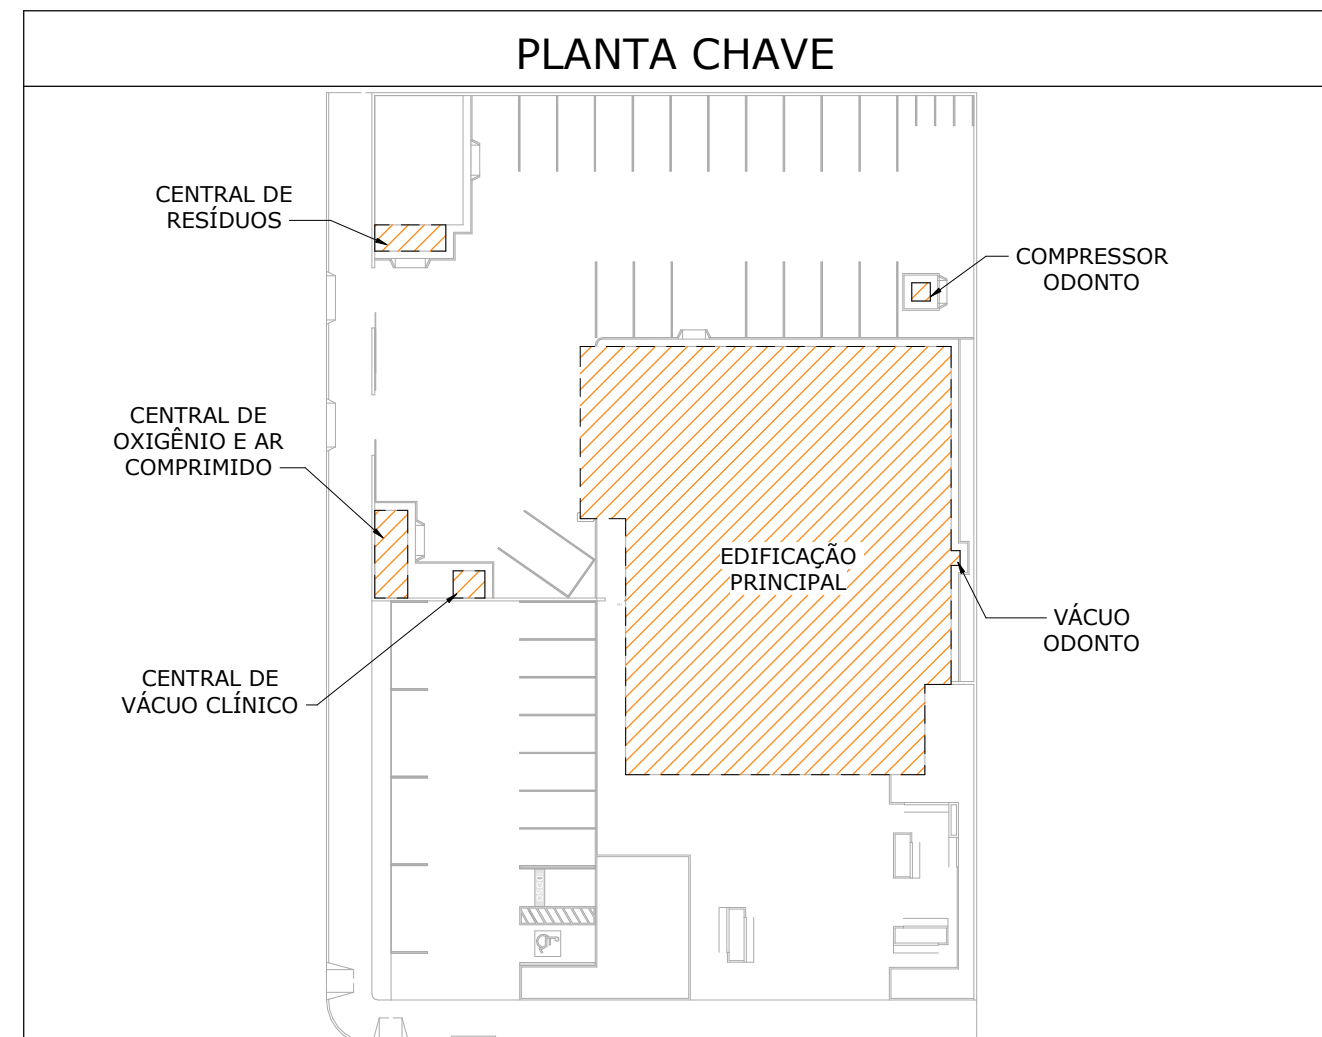 PLANTA CHAVE
CENTRAL DE
RESÍDUOS
COMPRESSOR
ODONTO
CENTRAL DE
OXIGÊNIO E AR
COMPRIMIDO
EDIFICAÇÃO
PRINCIPAL
VÁCUO
ODONTO
CENTRAL DE
VÁCUO CLÍNICO